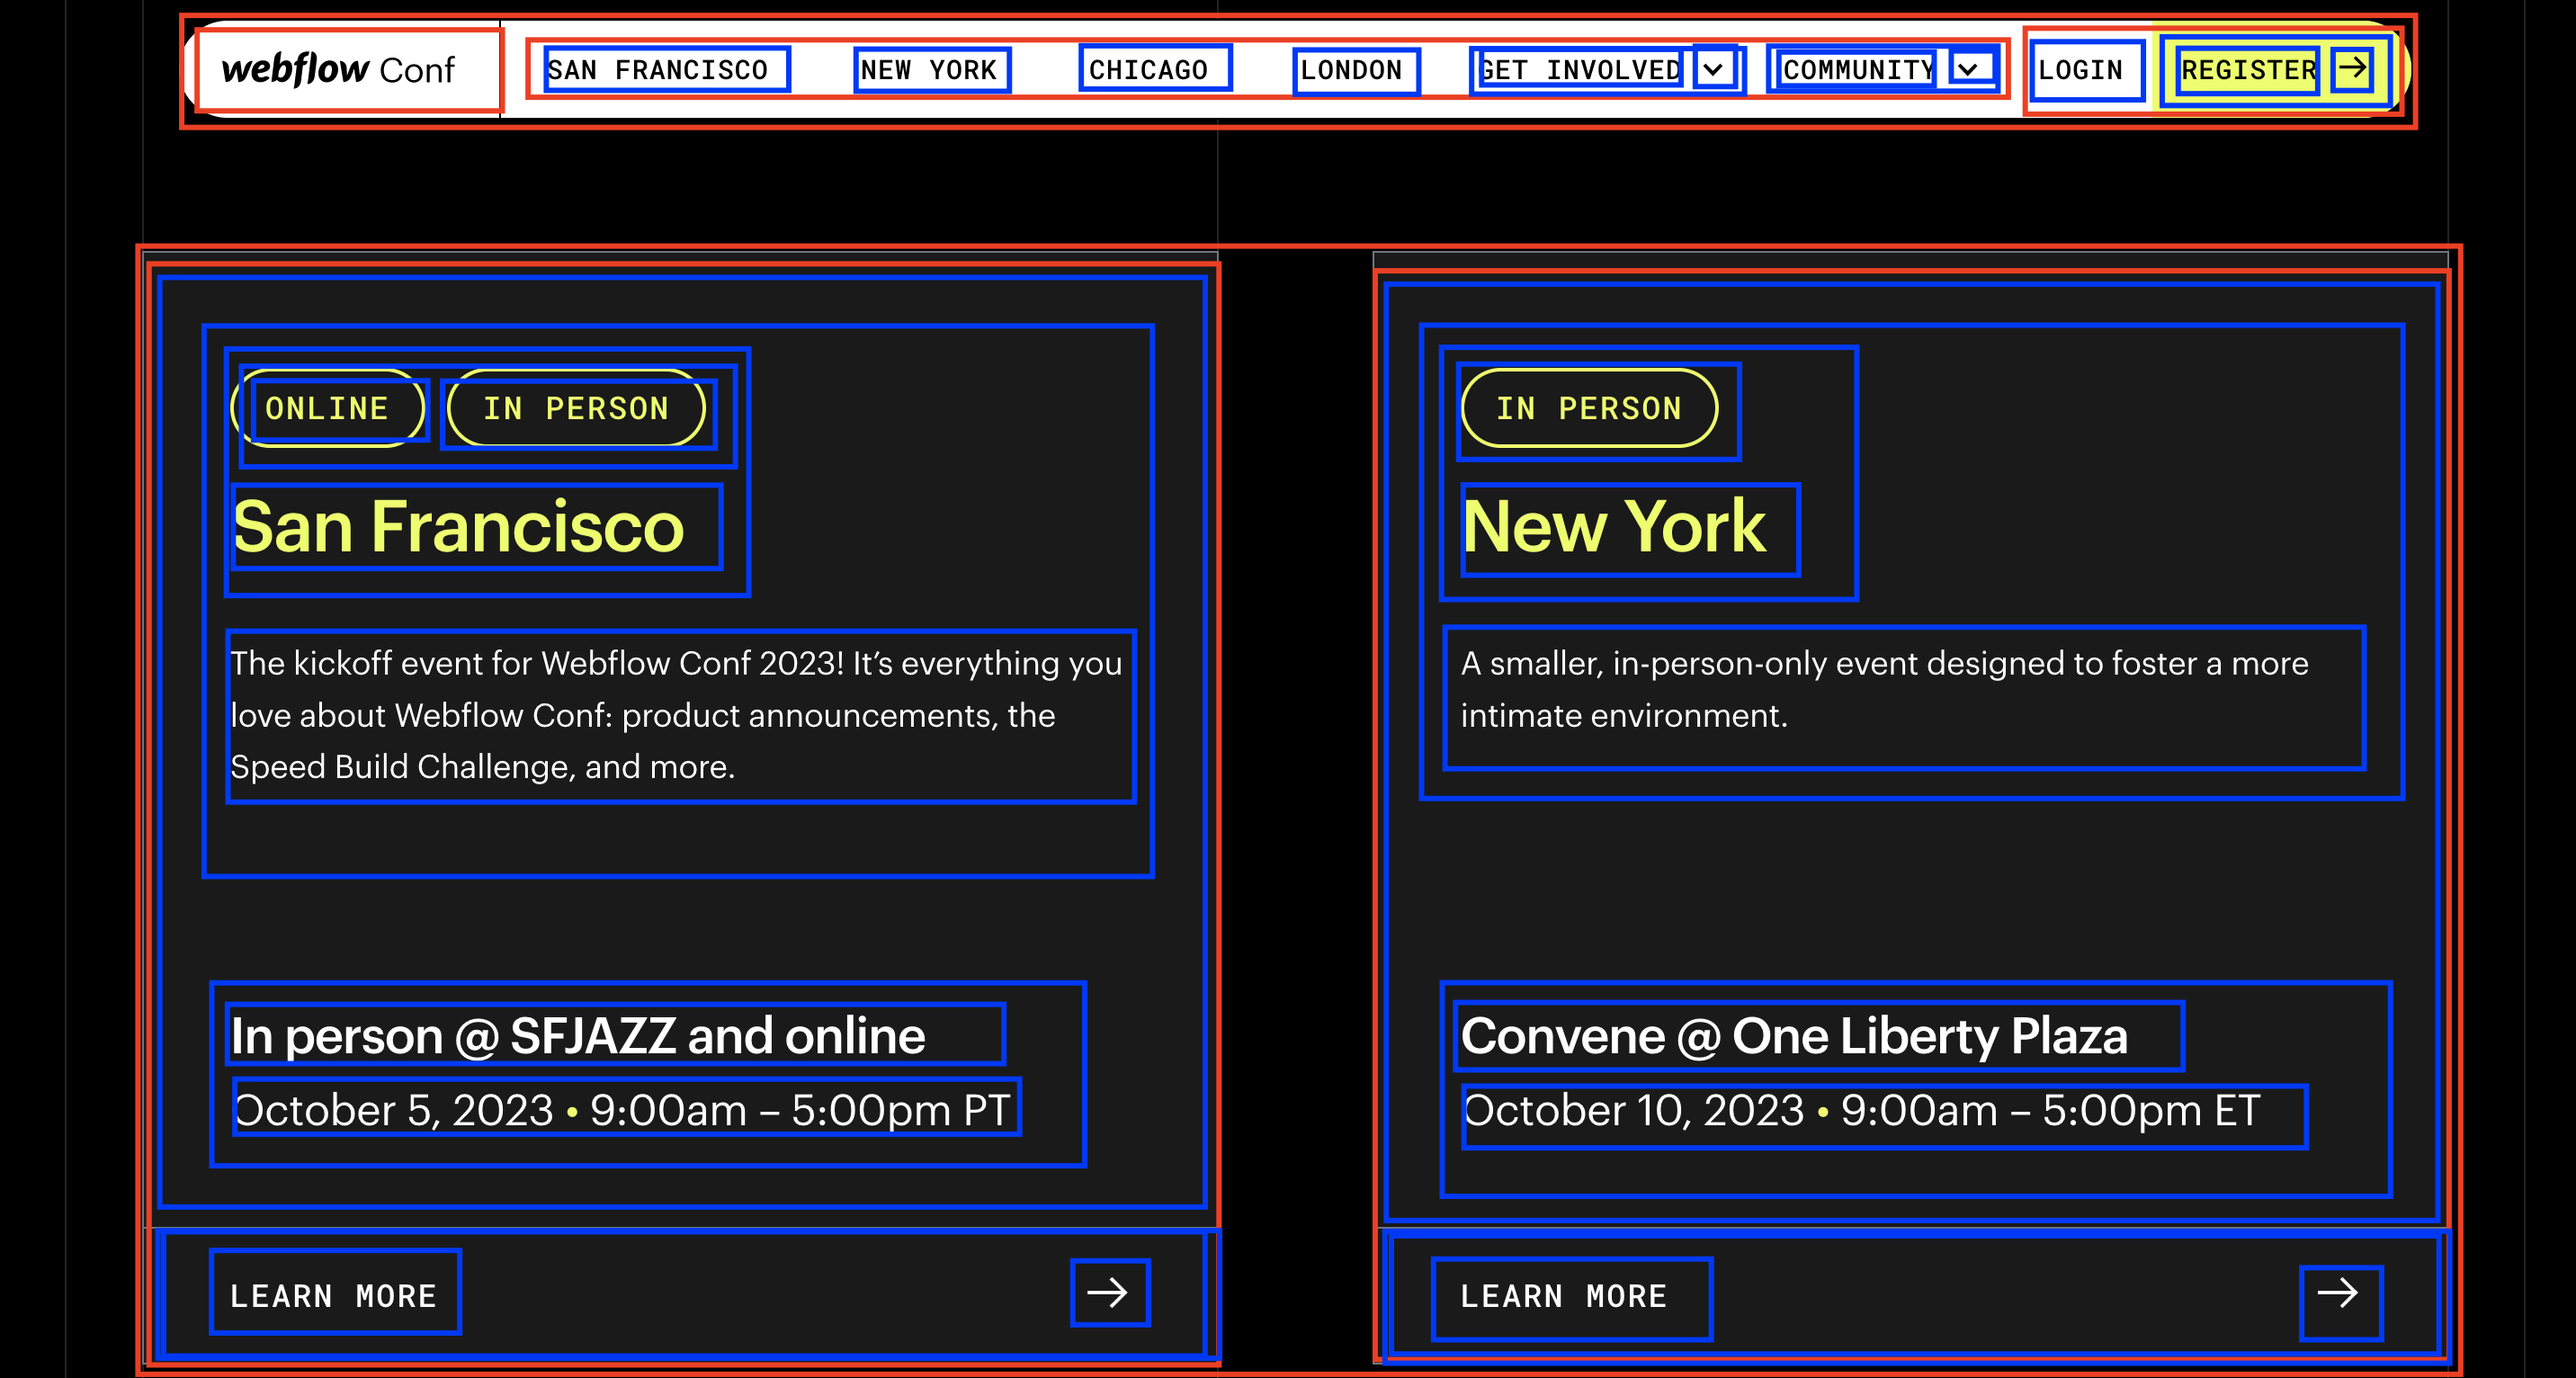 webflow Conf
SAN FRANCISCO
NEW YORK
CHICAGO
LONDON
GET INVOLVED
COMMUNITY
LOGIN
REGISTER
ONLINE
IN PERSON
San Francisco
The kickoff event for Webflow Conf 2023! It’s everything you
love about Webflow Conf: product announcements, the
Speed Build Challenge, and more.
In person @ SFJAZZ and online
October 5, 2023 • 9:00am – 5:00pm PT
LEARN MORE
IN PERSON
New York
A smaller, in-person-only event designed to foster a more
intimate environment.
Convene @ One Liberty Plaza
October 10, 2023 • 9:00am – 5:00pm ET
LEARN MORE